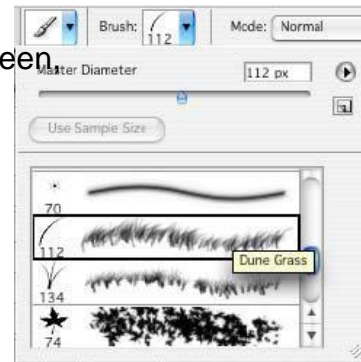 Brush: 112 Mode: Normal
een,
Master Diameter 112 px
Use Sample Size
70
112
Dune Grass
134
74